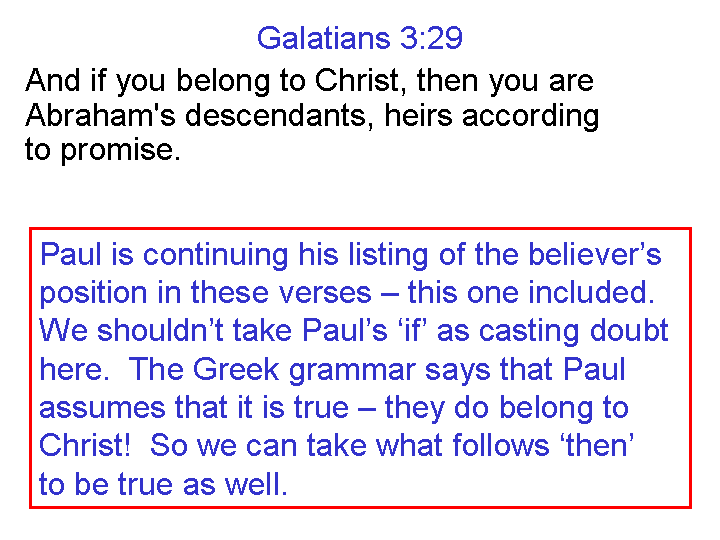 Galatians 3:29
And if you belong to Christ, then you are
Abraham's descendants, heirs according
to promise.
Paul is continuing his listing of the believer’s
position in these verses – this one included.
We shouldn’t take Paul’s ‘if’ as casting doubt
here.  The Greek grammar says that Paul
assumes that it is true – they do belong to
Christ!  So we can take what follows ‘then’
to be true as well.